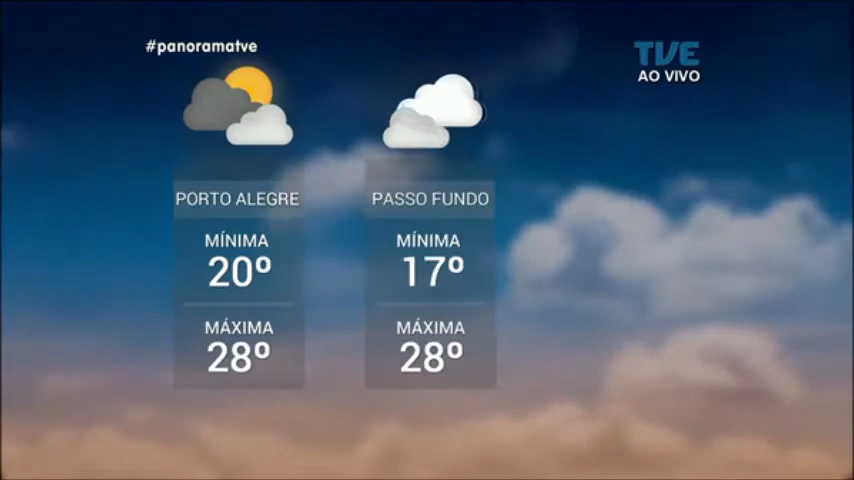 #panoramatve
TVE
AO VIVO
PORTO ALEGRE
MÍNIMA
20º
MÁXIMA
28º
PASSO FUNDO
MÍNIMA
17º
MÁXIMA
28º